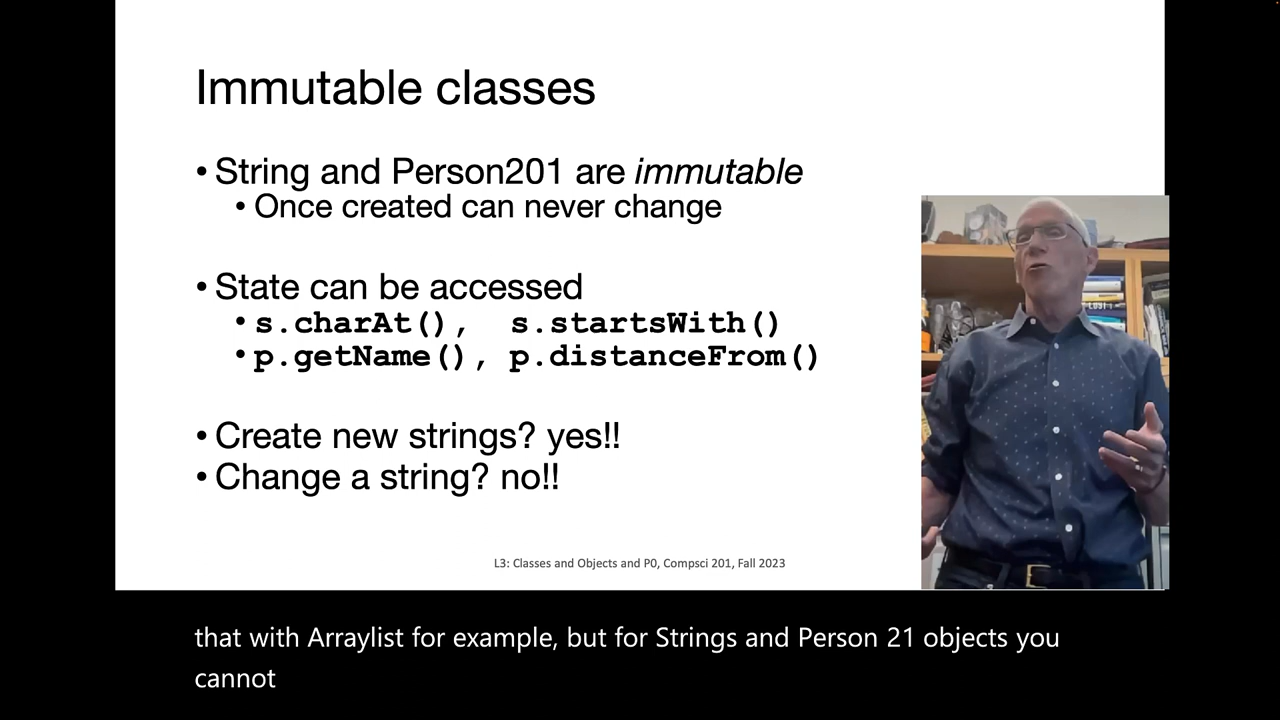 Immutable classes
• String and Person201 are immutable
• Once created can never change
• State can be accessed
• s.charAt(), s.startsWith()
• p.getName(), p.distanceFrom()
• Create new strings? yes!!
• Change a string? no!!
L3: Classes and Objects and P0, Compsci 201, Fall 2023
that with Arraylist for example, but for Strings and Person 21 objects you
cannot